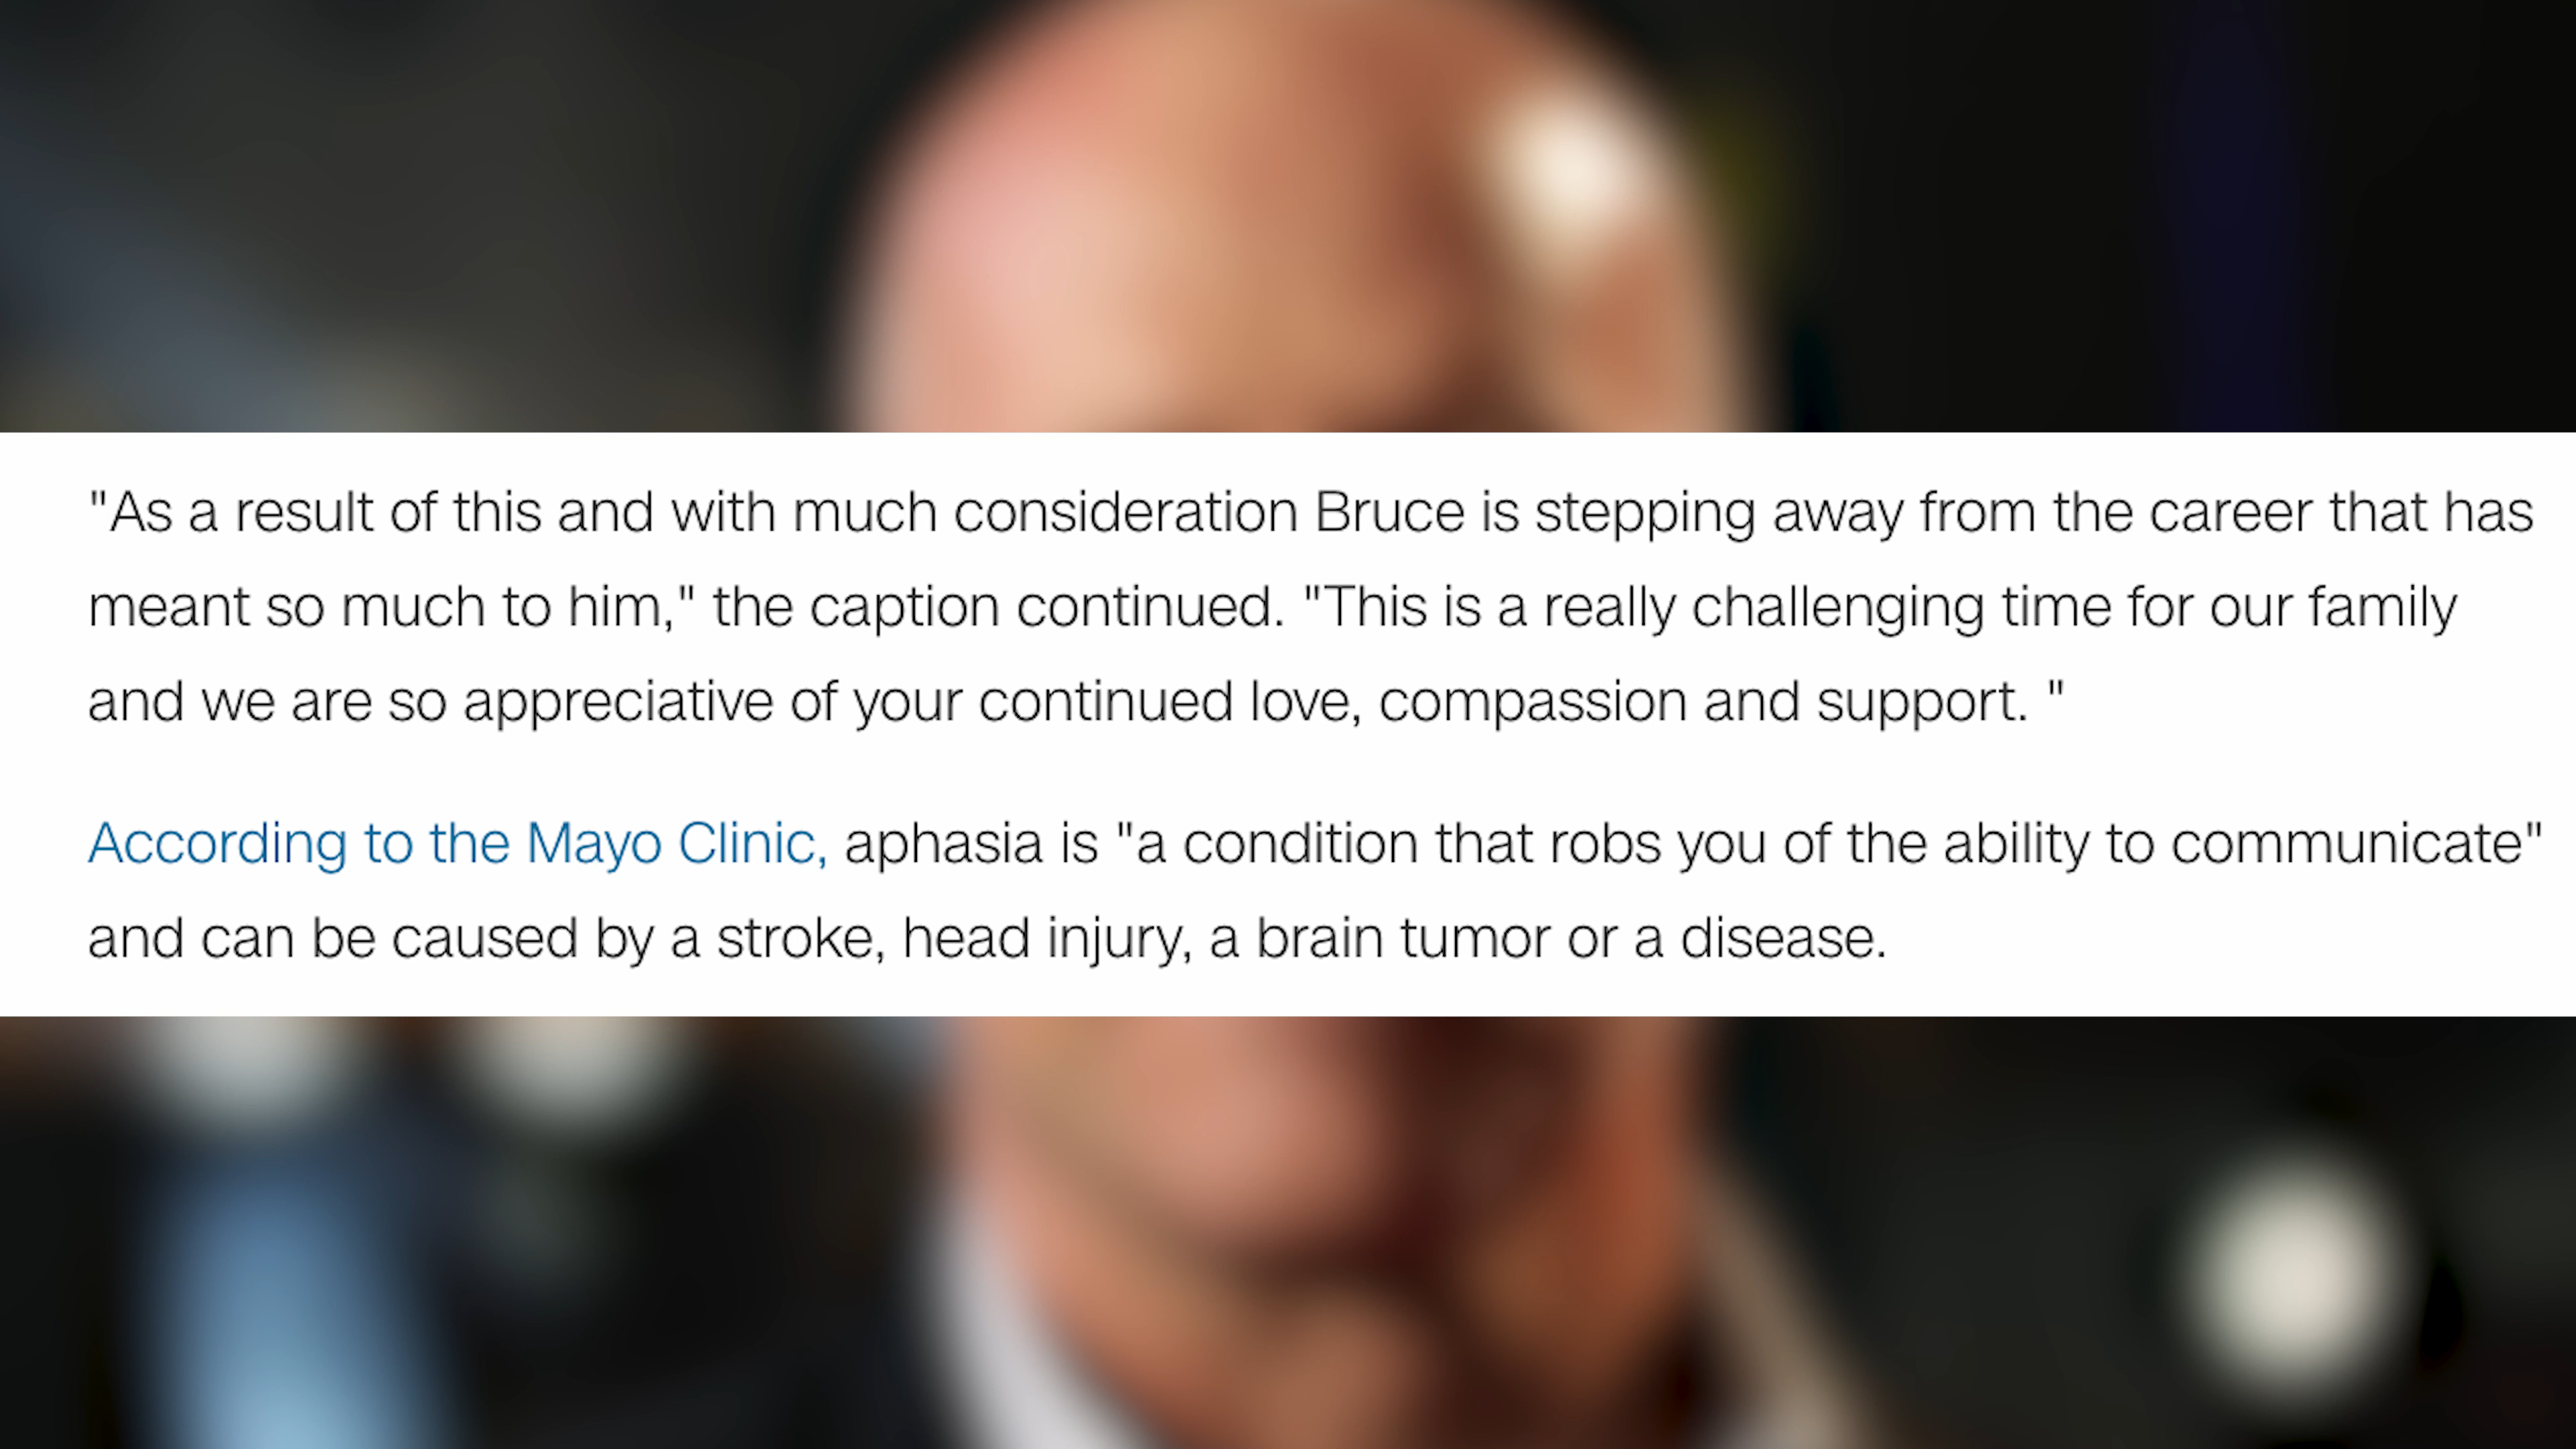 "As a result of this and with much consideration Bruce is stepping away from the career that has
meant so much to him," the caption continued. "This is a really challenging time for our family
and we are so appreciative of your continued love, compassion and support. "
According to the Mayo Clinic, aphasia is "a condition that robs you of the ability to communicate"
and can be caused by a stroke, head injury, a brain tumor or a disease.